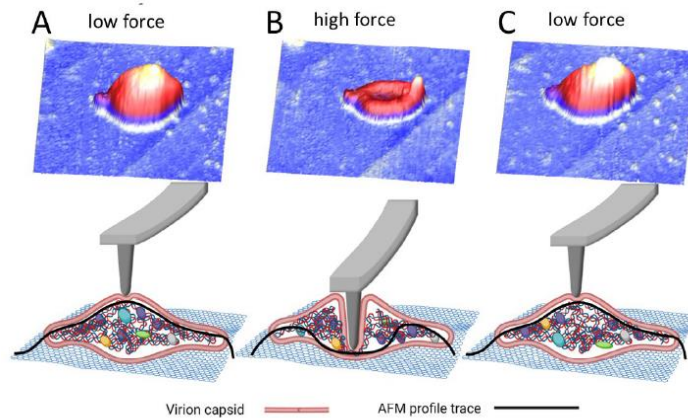 A low force
B high force
C low force
Virion capsid
AFM profile trace